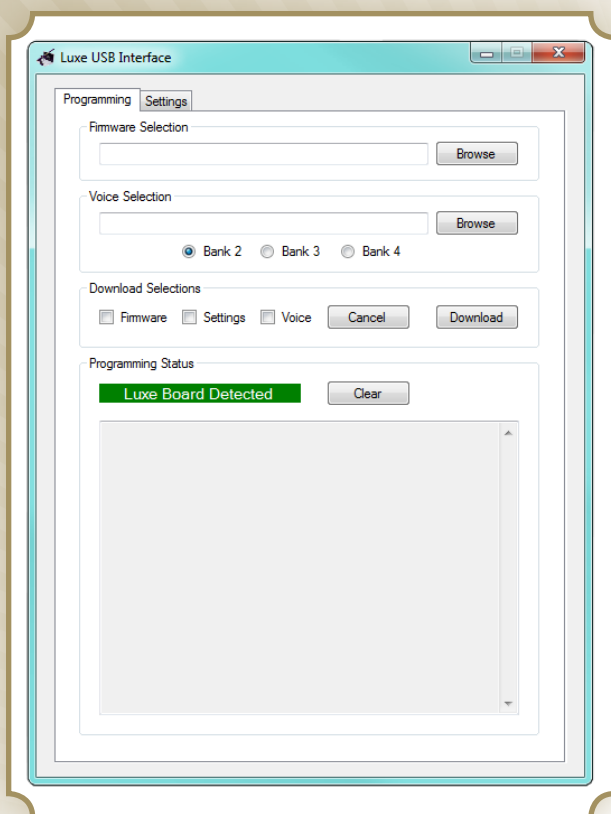 Luxe USB Interface
Programming Settings
Firmware Selection
Browse
Voice Selection
Browse
Bank 2 Bank 3 Bank 4
Download Selections
Firmware Settings Voice Cancel Download
Programming Status
Luxe Board Detected Clear